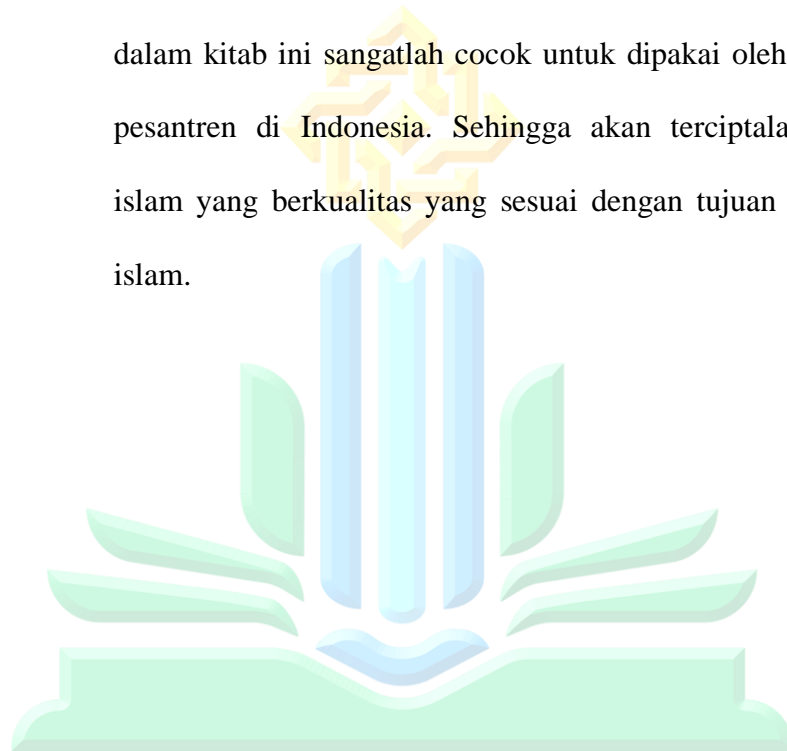 dalam kitab ini sangatlah cocok untuk dipakai oleh
pesantren di Indonesia. Sehingga akan terciptala
islam yang berkualitas yang sesuai dengan tujuan
islam.